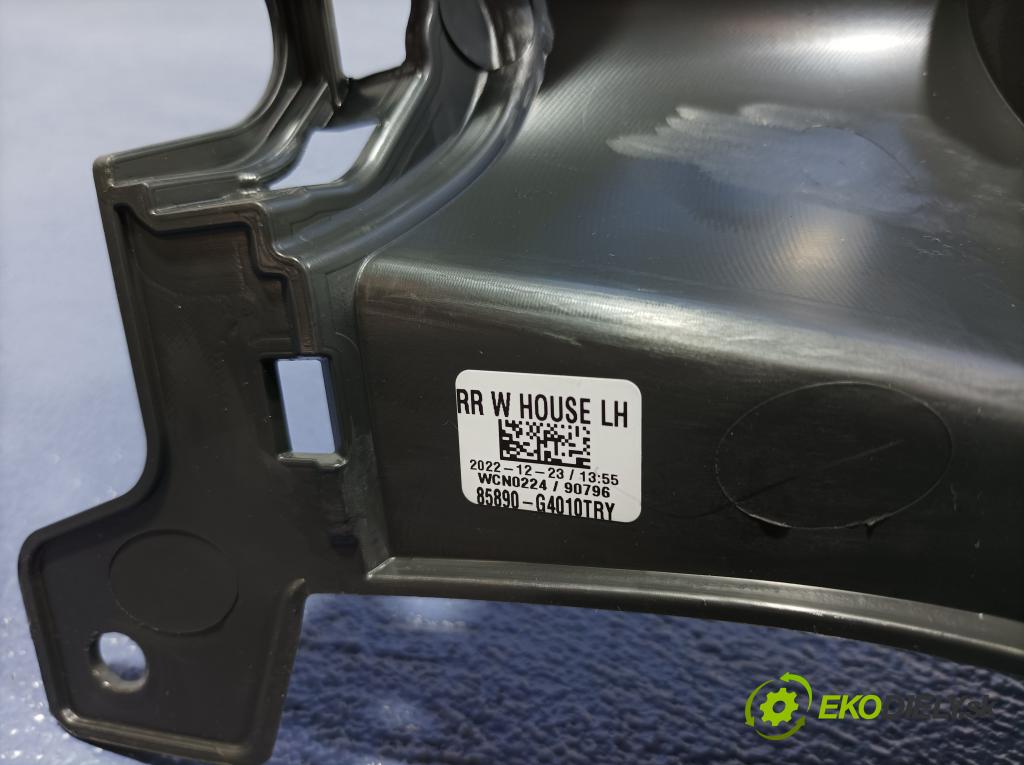 RR W HOUSE LH
2022-12-23 / 13:55
WCN0224 / 90796
85890-G4010TRY
EKODIELY.sk